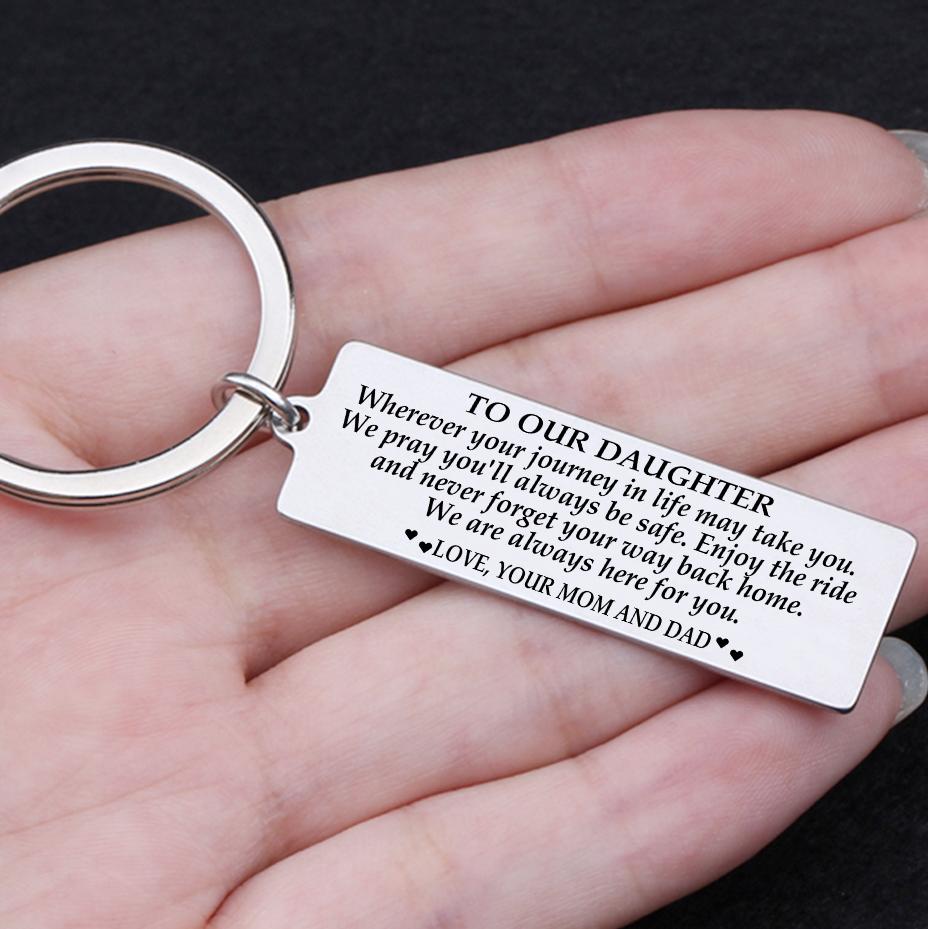 TO OUR DAUGHTER
Wherever your journey in life may take you.
We pray you'll always be safe. Enjoy the ride
and never forget your way back home.
We are always here for you.
LOVE, YOUR MOM AND DAD